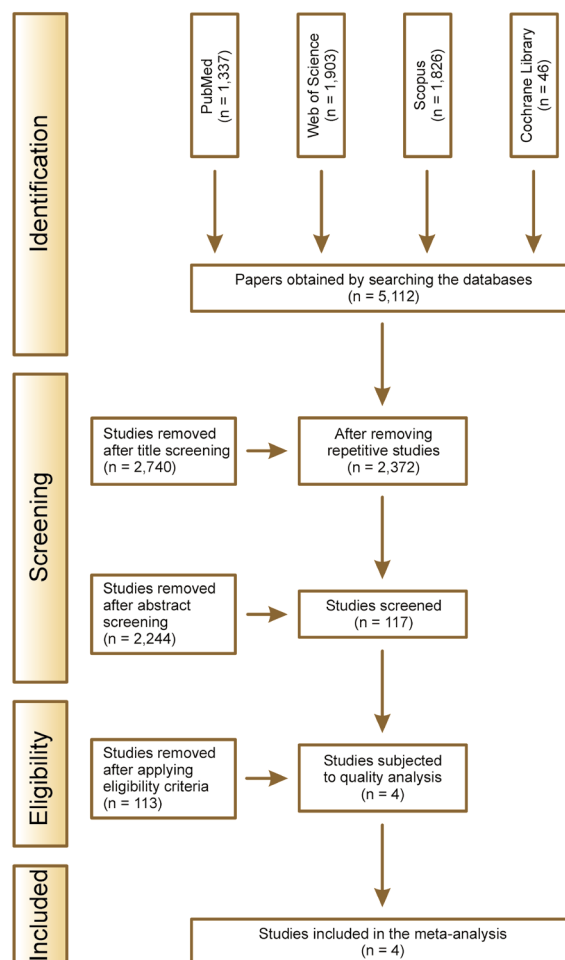 Identification
PubMed
(n = 1,337)
Web of Science
(n = 1,903)
Scopus
(n = 1,826)
Cochrane Library
(n = 46)
Papers obtained by searching the databases
(n = 5,112)
Screening
Studies removed
after title screening
(n = 2,740)
After removing
repetitive studies
(n = 2,372)
Studies removed
after abstract
screening
(n = 2,244)
Studies screened
(n = 117)
Eligibility
Studies removed
after applying
eligibility criteria
(n = 113)
Studies subjected
to quality analysis
(n = 4)
Included
Studies included in the meta-analysis
(n = 4)